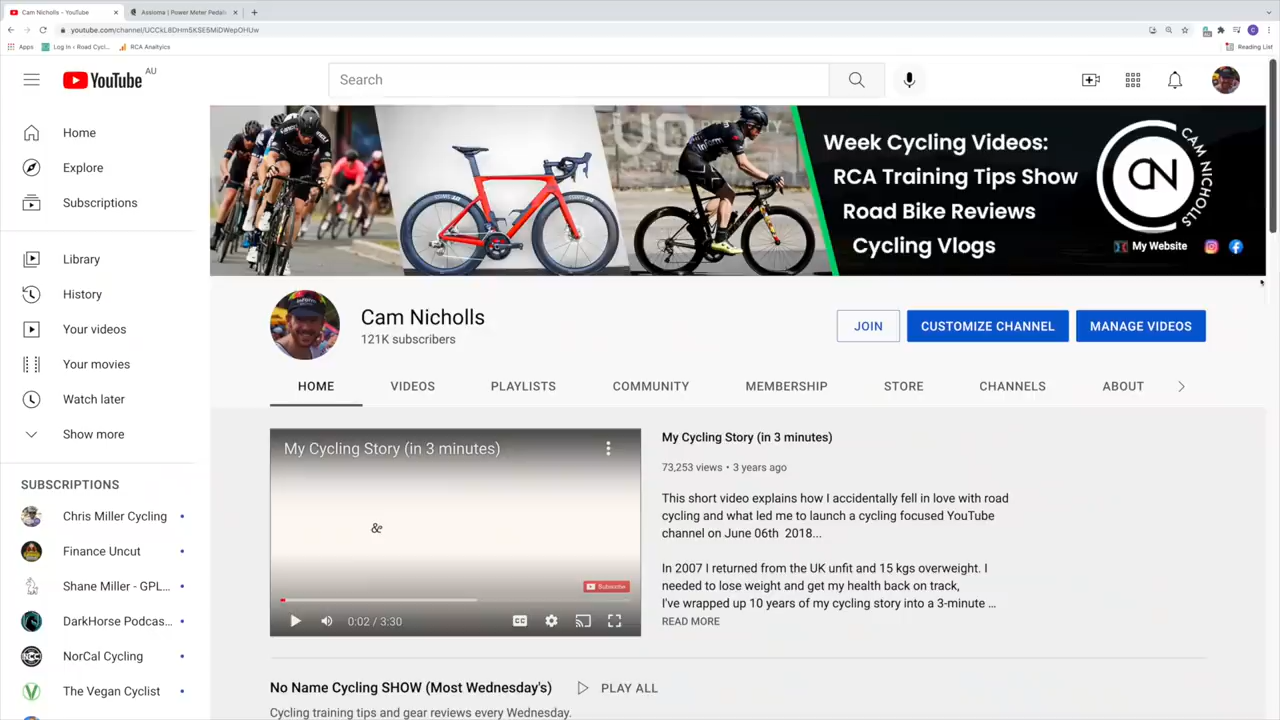 Cam Nicholls - YouTube
Assioma | Power Meter Pedals
youtube.com/channel/
Apps
Log In ‹ Road Cycl...
RCA Analtyics
Reading List
YouTube AU
Search
Home
Explore
Subscriptions
Library
History
Your videos
Your movies
Watch later
Show more
SUBSCRIPTIONS
Chris Miller Cycling
Finance Uncut
Shane Miller - GPL...
DarkHorse Podcas...
NorCal Cycling
The Vegan Cyclist
Week Cycling Videos:
RCA Training Tips Show
Road Bike Reviews
Cycling Vlogs
CN
CAM NICHOLLS
My Website
Cam Nicholls
121K subscribers
JOIN
CUSTOMIZE CHANNEL
MANAGE VIDEOS
HOME
VIDEOS
PLAYLISTS
COMMUNITY
MEMBERSHIP
STORE
CHANNELS
ABOUT
My Cycling Story (in 3 minutes)
&
Subscribe
0:02 / 3:30
My Cycling Story (in 3 minutes)
73,253 views • 3 years ago
This short video explains how I accidentally fell in love with road
cycling and what led me to launch a cycling focused YouTube
channel on June 06th 2018...
In 2007 I returned from the UK unfit and 15 kgs overweight. I
needed to lose weight and get my health back on track,
I've wrapped up 10 years of my cycling story into a 3-minute ...
READ MORE
No Name Cycling SHOW (Most Wednesday's)
PLAY ALL
Cycling training tips and gear reviews every Wednesday.